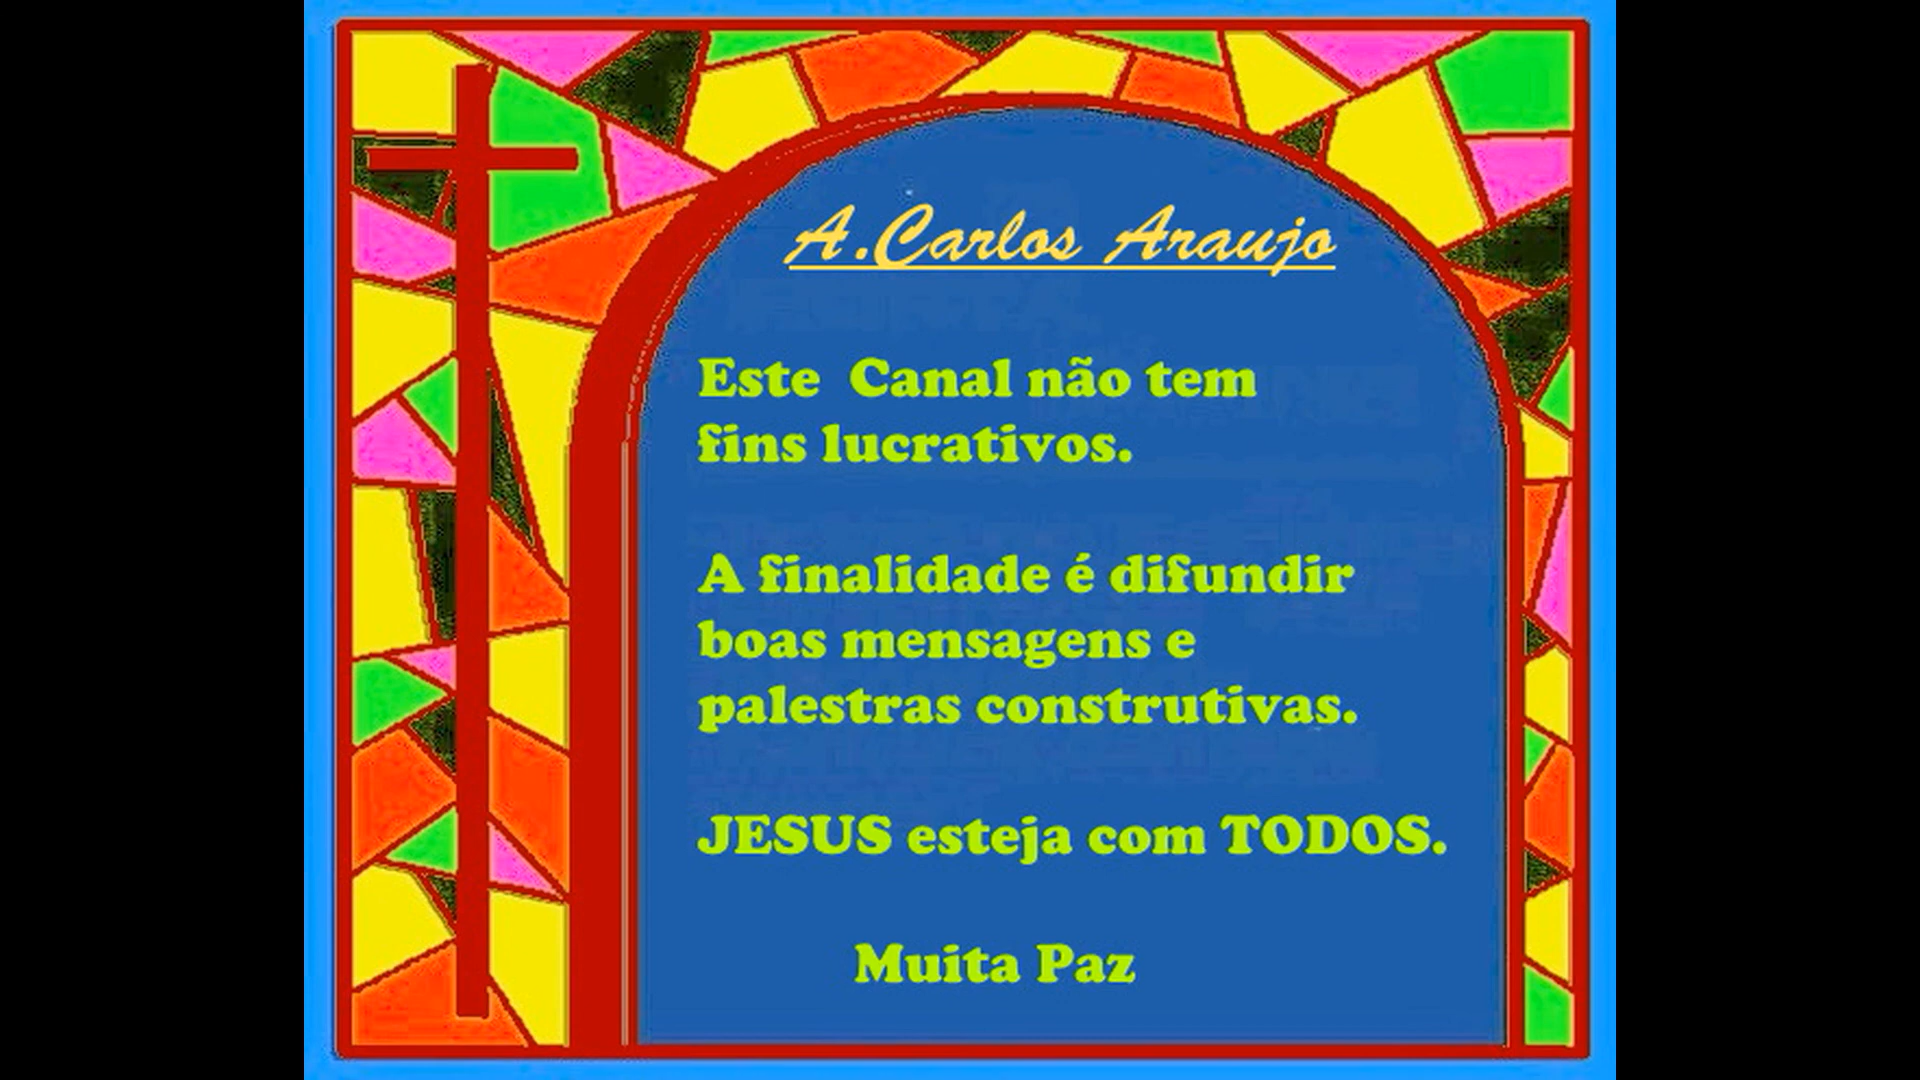 A.Carlos Araujo
Este Canal não tem
fins lucrativos.
A finalidade é difundir
boas mensagens e
palestras construtivas.
JESUS esteja com TODOS.
Muita Paz